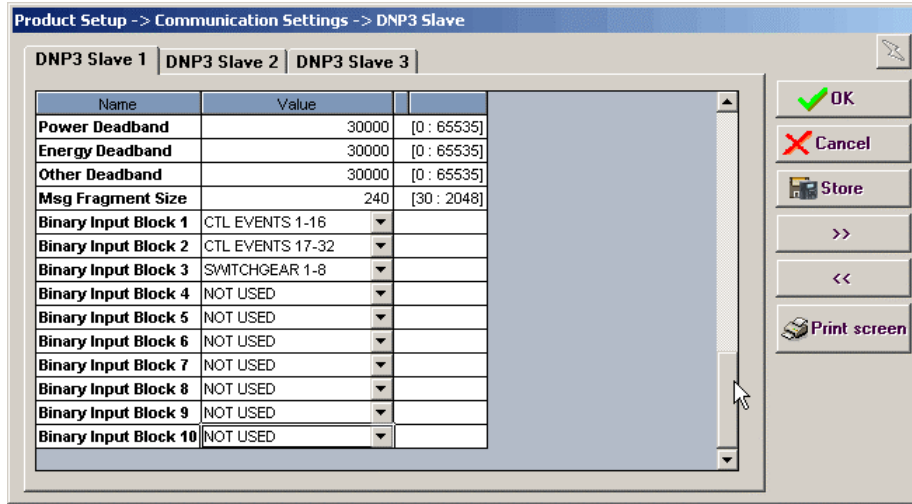 Product Setup -> Communication Settings -> DNP3 Slave
DNP3 Slave 1 DNP3 Slave 2 DNP3 Slave 3
Name Value
Power Deadband 30000 [0 : 65535]
Energy Deadband 30000 [0 : 65535]
Other Deadband 30000 [0 : 65535]
Msg Fragment Size 240 [30 : 2048]
Binary Input Block 1 CTL EVENTS 1-16
Binary Input Block 2 CTL EVENTS 17-32
Binary Input Block 3 SWITCHGEAR 1-8
Binary Input Block 4 NOT USED
Binary Input Block 5 NOT USED
Binary Input Block 6 NOT USED
Binary Input Block 7 NOT USED
Binary Input Block 8 NOT USED
Binary Input Block 9 NOT USED
Binary Input Block 10 NOT USED
OK
Cancel
Store
>>
<<
Print screen